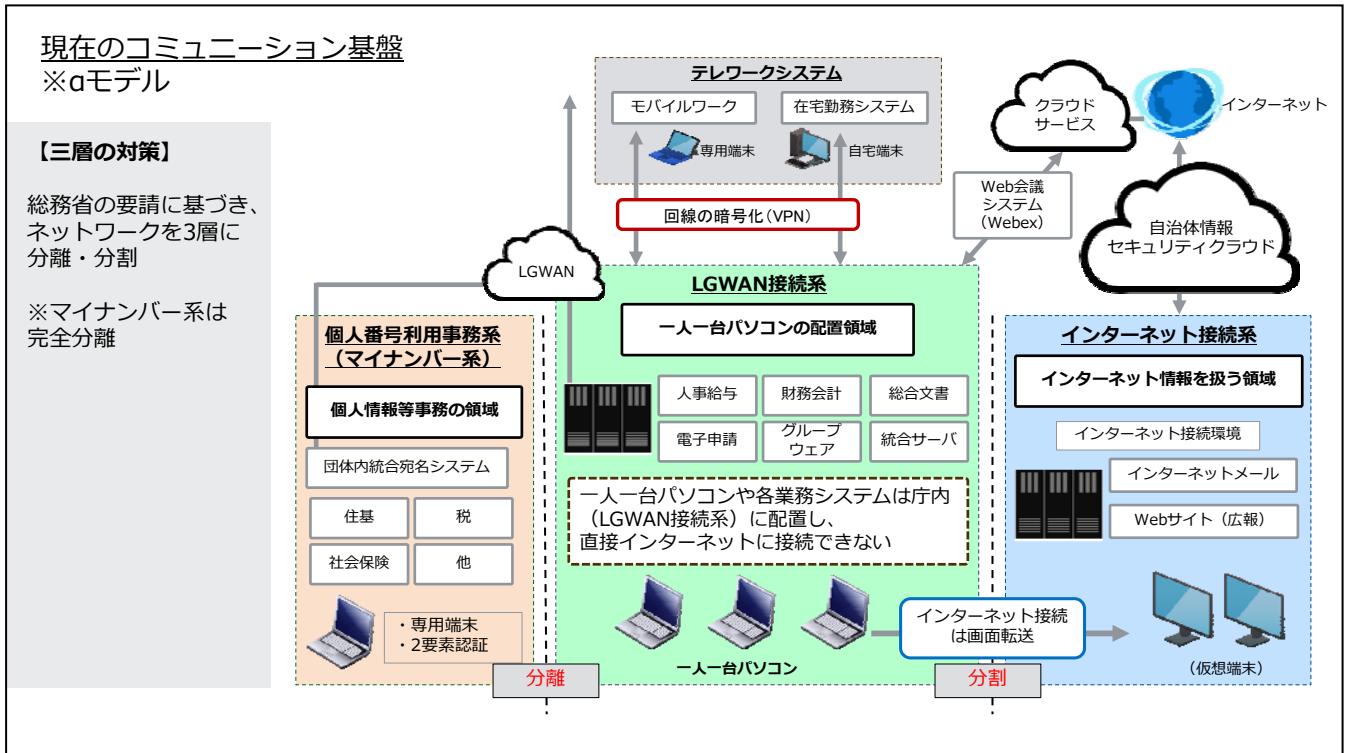 現在のコミュニーション基盤
※αモデル
【三層の対策】
総務省の要請に基づき、
ネットワークを3層に
分離・分割
※マイナンバー系は
完全分離
テレワークシステム
モバイルワーク
在宅勤務システム
専用端末
自宅端末
回線の暗号化(VPN)
クラウド
サービス
インターネット
Web会議
システム
(Webex)
自治体情報
セキュリティクラウド
LGWAN
個人番号利用事務系
(マイナンバー系)
個人情報等事務の領域
団体内統合宛名システム
住基
税
社会保険
他
・専用端末
・2要素認証
分離
LGWAN接続系
一人一台パソコンの配置領域
人事給与
財務会計
総合文書
電子申請
グループ
ウェア
統合サーバ
一人一台パソコンや各業務システムは庁内
(LGWAN接続系)に配置し、
直接インターネットに接続できない
一人一台パソコン
インターネット接続
は画面転送
分割
インターネット接続系
インターネット情報を扱う領域
インターネット接続環境
インターネットメール
Webサイト(広報)
(仮想端末)